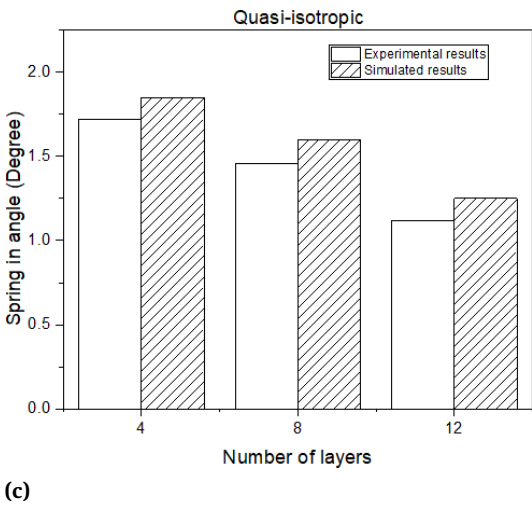 Quasi-isotropic
Experimental results
Simulated results
2.0
1.5
1.0
0.5
0.0
Spring in angle (Degree)
4 8 12
Number of layers
(c)